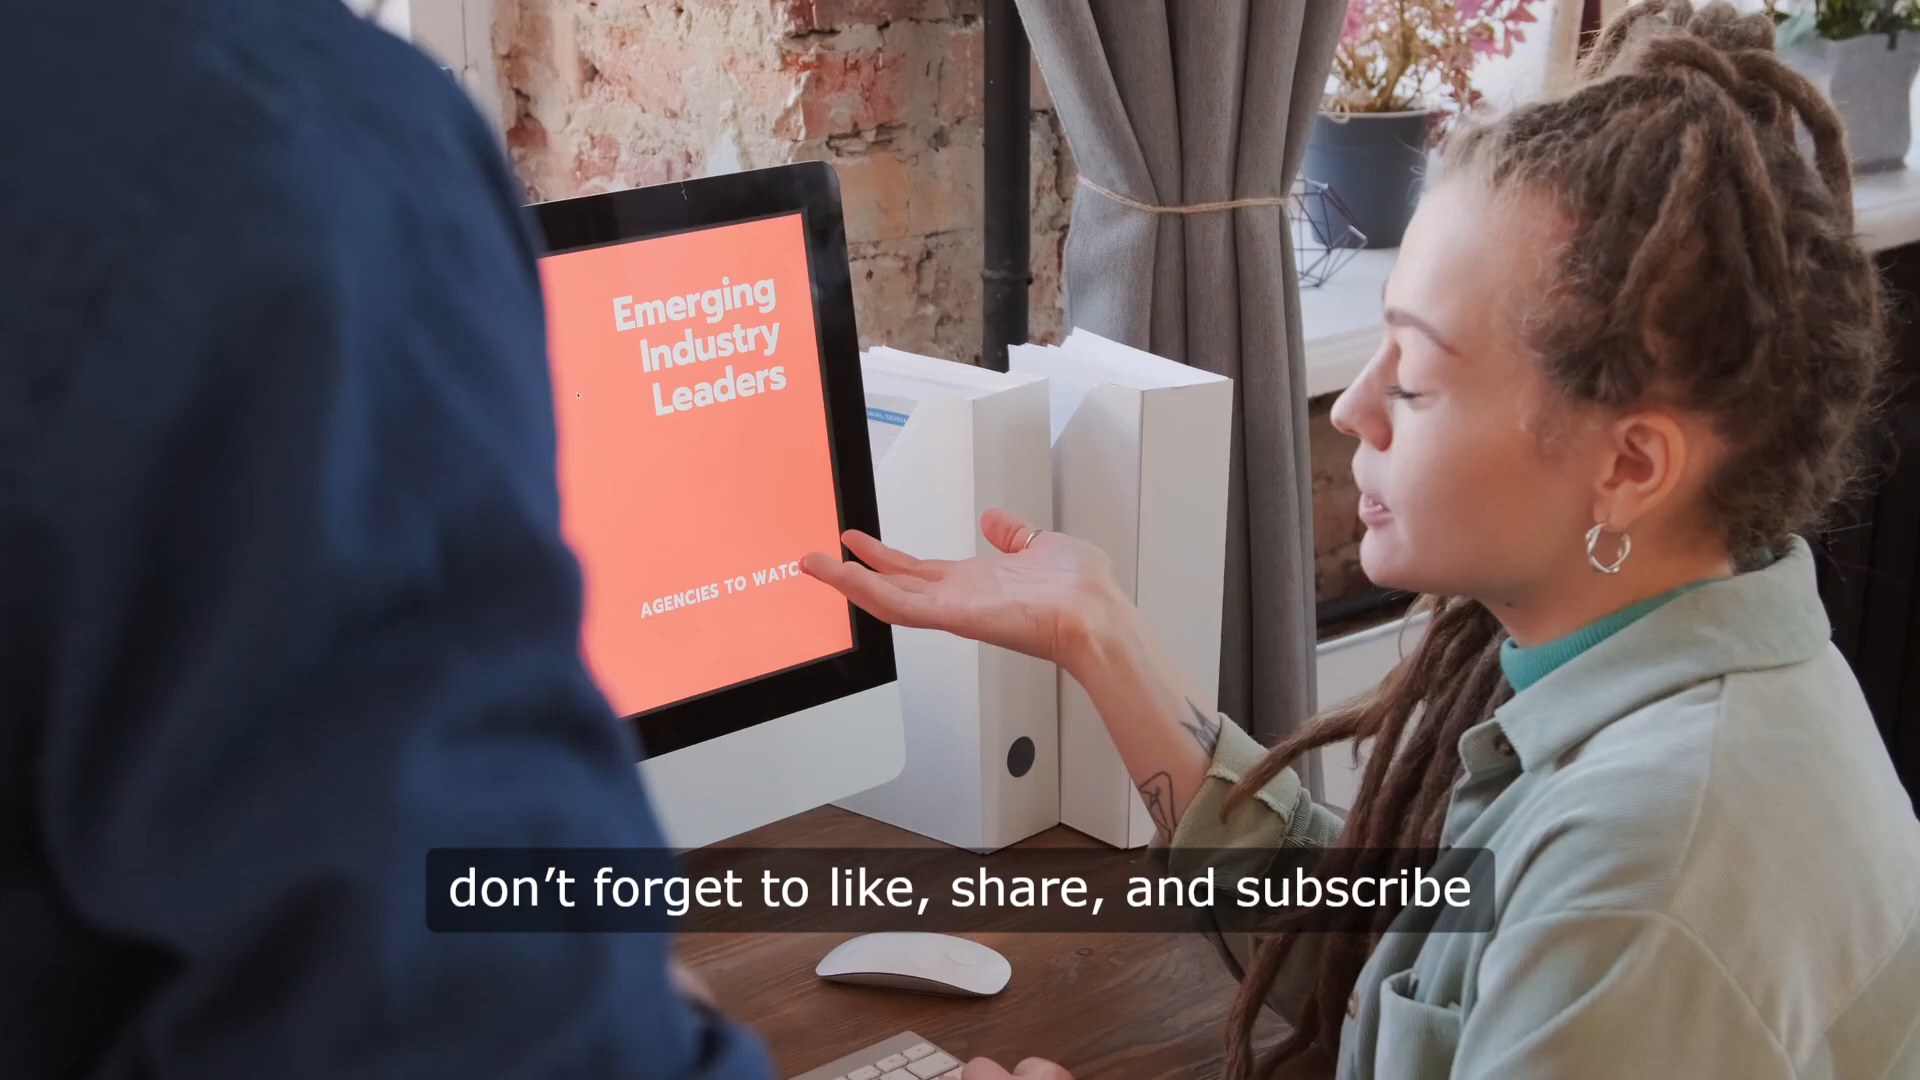 Emerging
Industry
Leaders
AGENCIES TO WATC
don’t forget to like, share, and subscribe